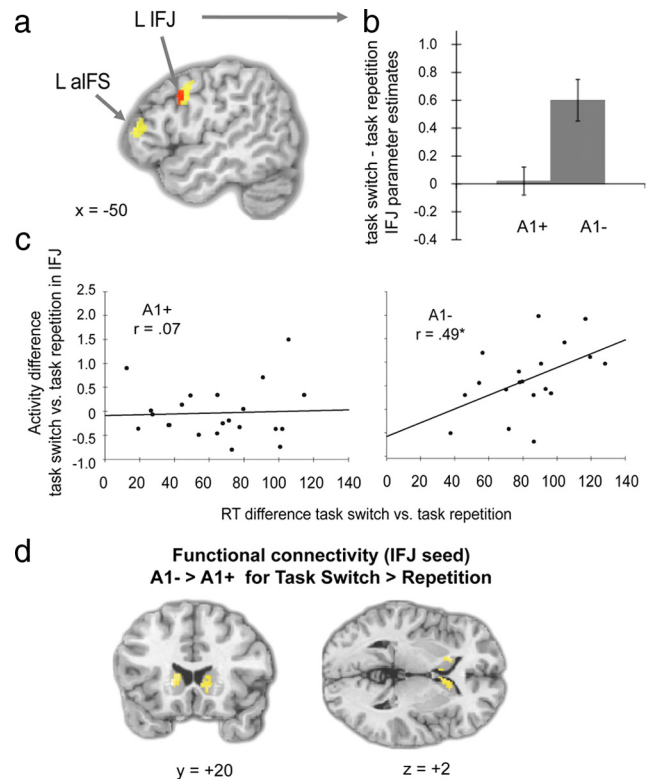 a
L IFJ
L aIFS
x = -50
b
task switch - task repetition
IFJ parameter estimates
1.0
0.8
0.6
0.4
0.2
0
-0.2
-0.4
A1+
A1-
c
Activity difference
task switch vs. task repetition in IFJ
2.5
2.0
1.5
1.0
0.5
0
-0.5
-1.0
A1+
r = .07
0 20 40 60 80 100 120 140
A1-
r = .49*
0 20 40 60 80 100 120 140
RT difference task switch vs. task repetition
d
Functional connectivity (IFJ seed)
A1- > A1+ for Task Switch > Repetition
y = +20
z = +2